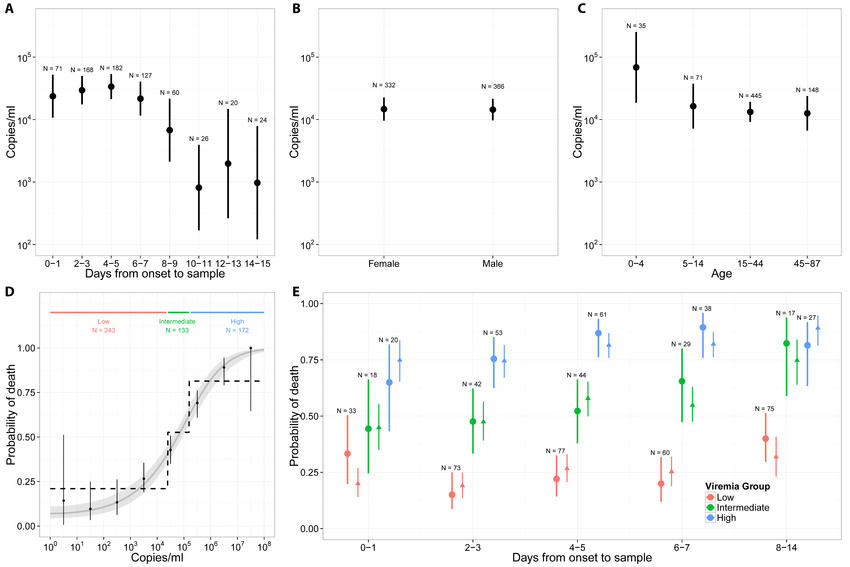 A
10⁵
10⁴
10³
10²
Copies/ml
N = 71
N = 168
N = 182
N = 127
N = 60
N = 26
N = 20
N = 24
0−1
2−3
4−5
6−7
8−9
10−11
12−13
14−15
Days from onset to sample
B
10⁵
10⁴
10³
10²
Copies/ml
N = 332
N = 366
Female
Male
C
10⁵
10⁴
10³
10²
Copies/ml
N = 35
N = 71
N = 445
N = 148
0−4
5−14
15−44
45−87
Age
D
Low
N = 243
Intermediate
N = 133
High
N = 172
1.00
0.75
0.50
0.25
0.00
Probability of death
10⁰ 10¹ 10² 10³ 10⁴ 10⁵ 10⁶ 10⁷ 10⁸
Copies/ml
E
1.00
0.75
0.50
0.25
0.00
Probability of death
N = 33
N = 18
N = 20
N = 73
N = 42
N = 53
N = 77
N = 44
N = 61
N = 60
N = 29
N = 38
N = 75
N = 17
N = 27
Viremia Group
Low
Intermediate
High
0−1
2−3
4−5
6−7
8−14
Days from onset to sample